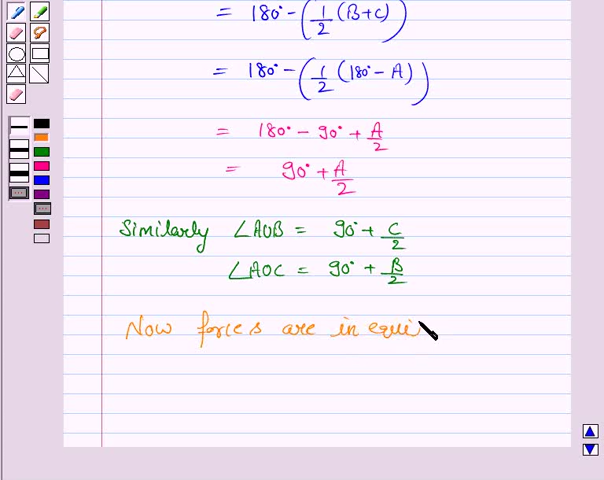 = 180° - (1/2 (B+C))
= 180° - (1/2 (180° - A))
= 180° - 90° + A/2
= 90° + A/2
Similarly ∠AOB = 90° + C/2
∠AOC = 90° + B/2
Now forces are in equi